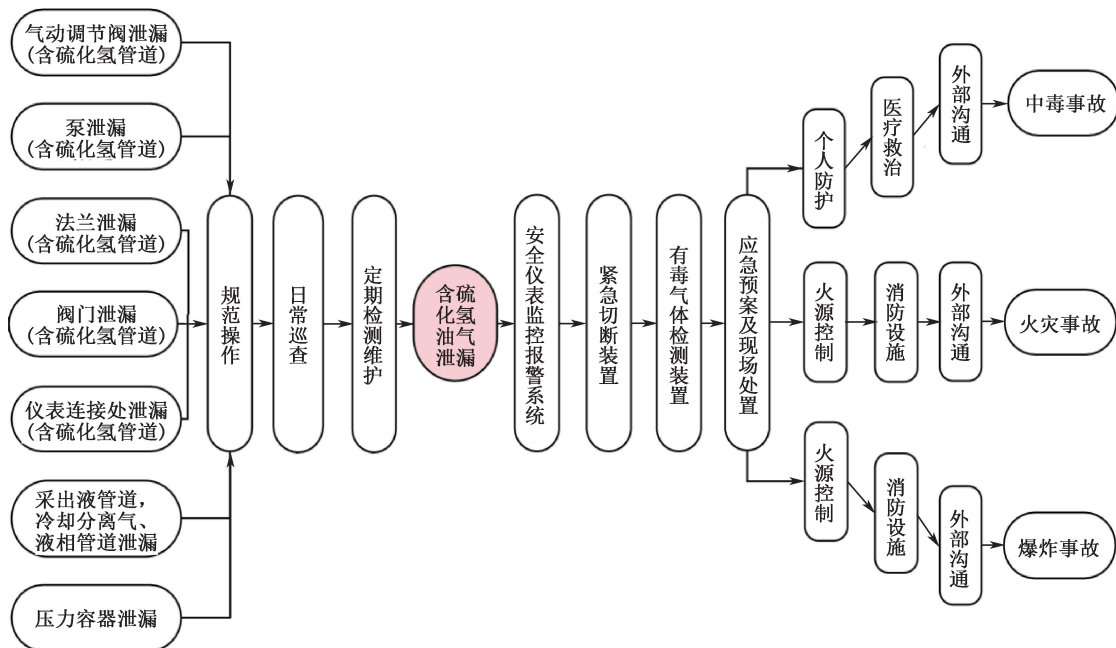 气动调节阀泄漏
(含硫化氢管道)
泵泄漏
(含硫化氢管道)
法兰泄漏
(含硫化氢管道)
阀门泄漏
(含硫化氢管道)
仪表连接处泄漏
(含硫化氢管道)
采出液管道,
冷却分离气、
液相管道泄漏
压力容器泄漏
规范操作
日常巡查
定期检测维护
含硫
化氢
油气
泄漏
安全仪表监控报警系统
紧急切断装置
有毒气体检测装置
应急预案及现场处置
个人防护
医疗救治
外部沟通
中毒事故
火源控制
消防设施
外部沟通
火灾事故
火源控制
消防设施
外部沟通
爆炸事故